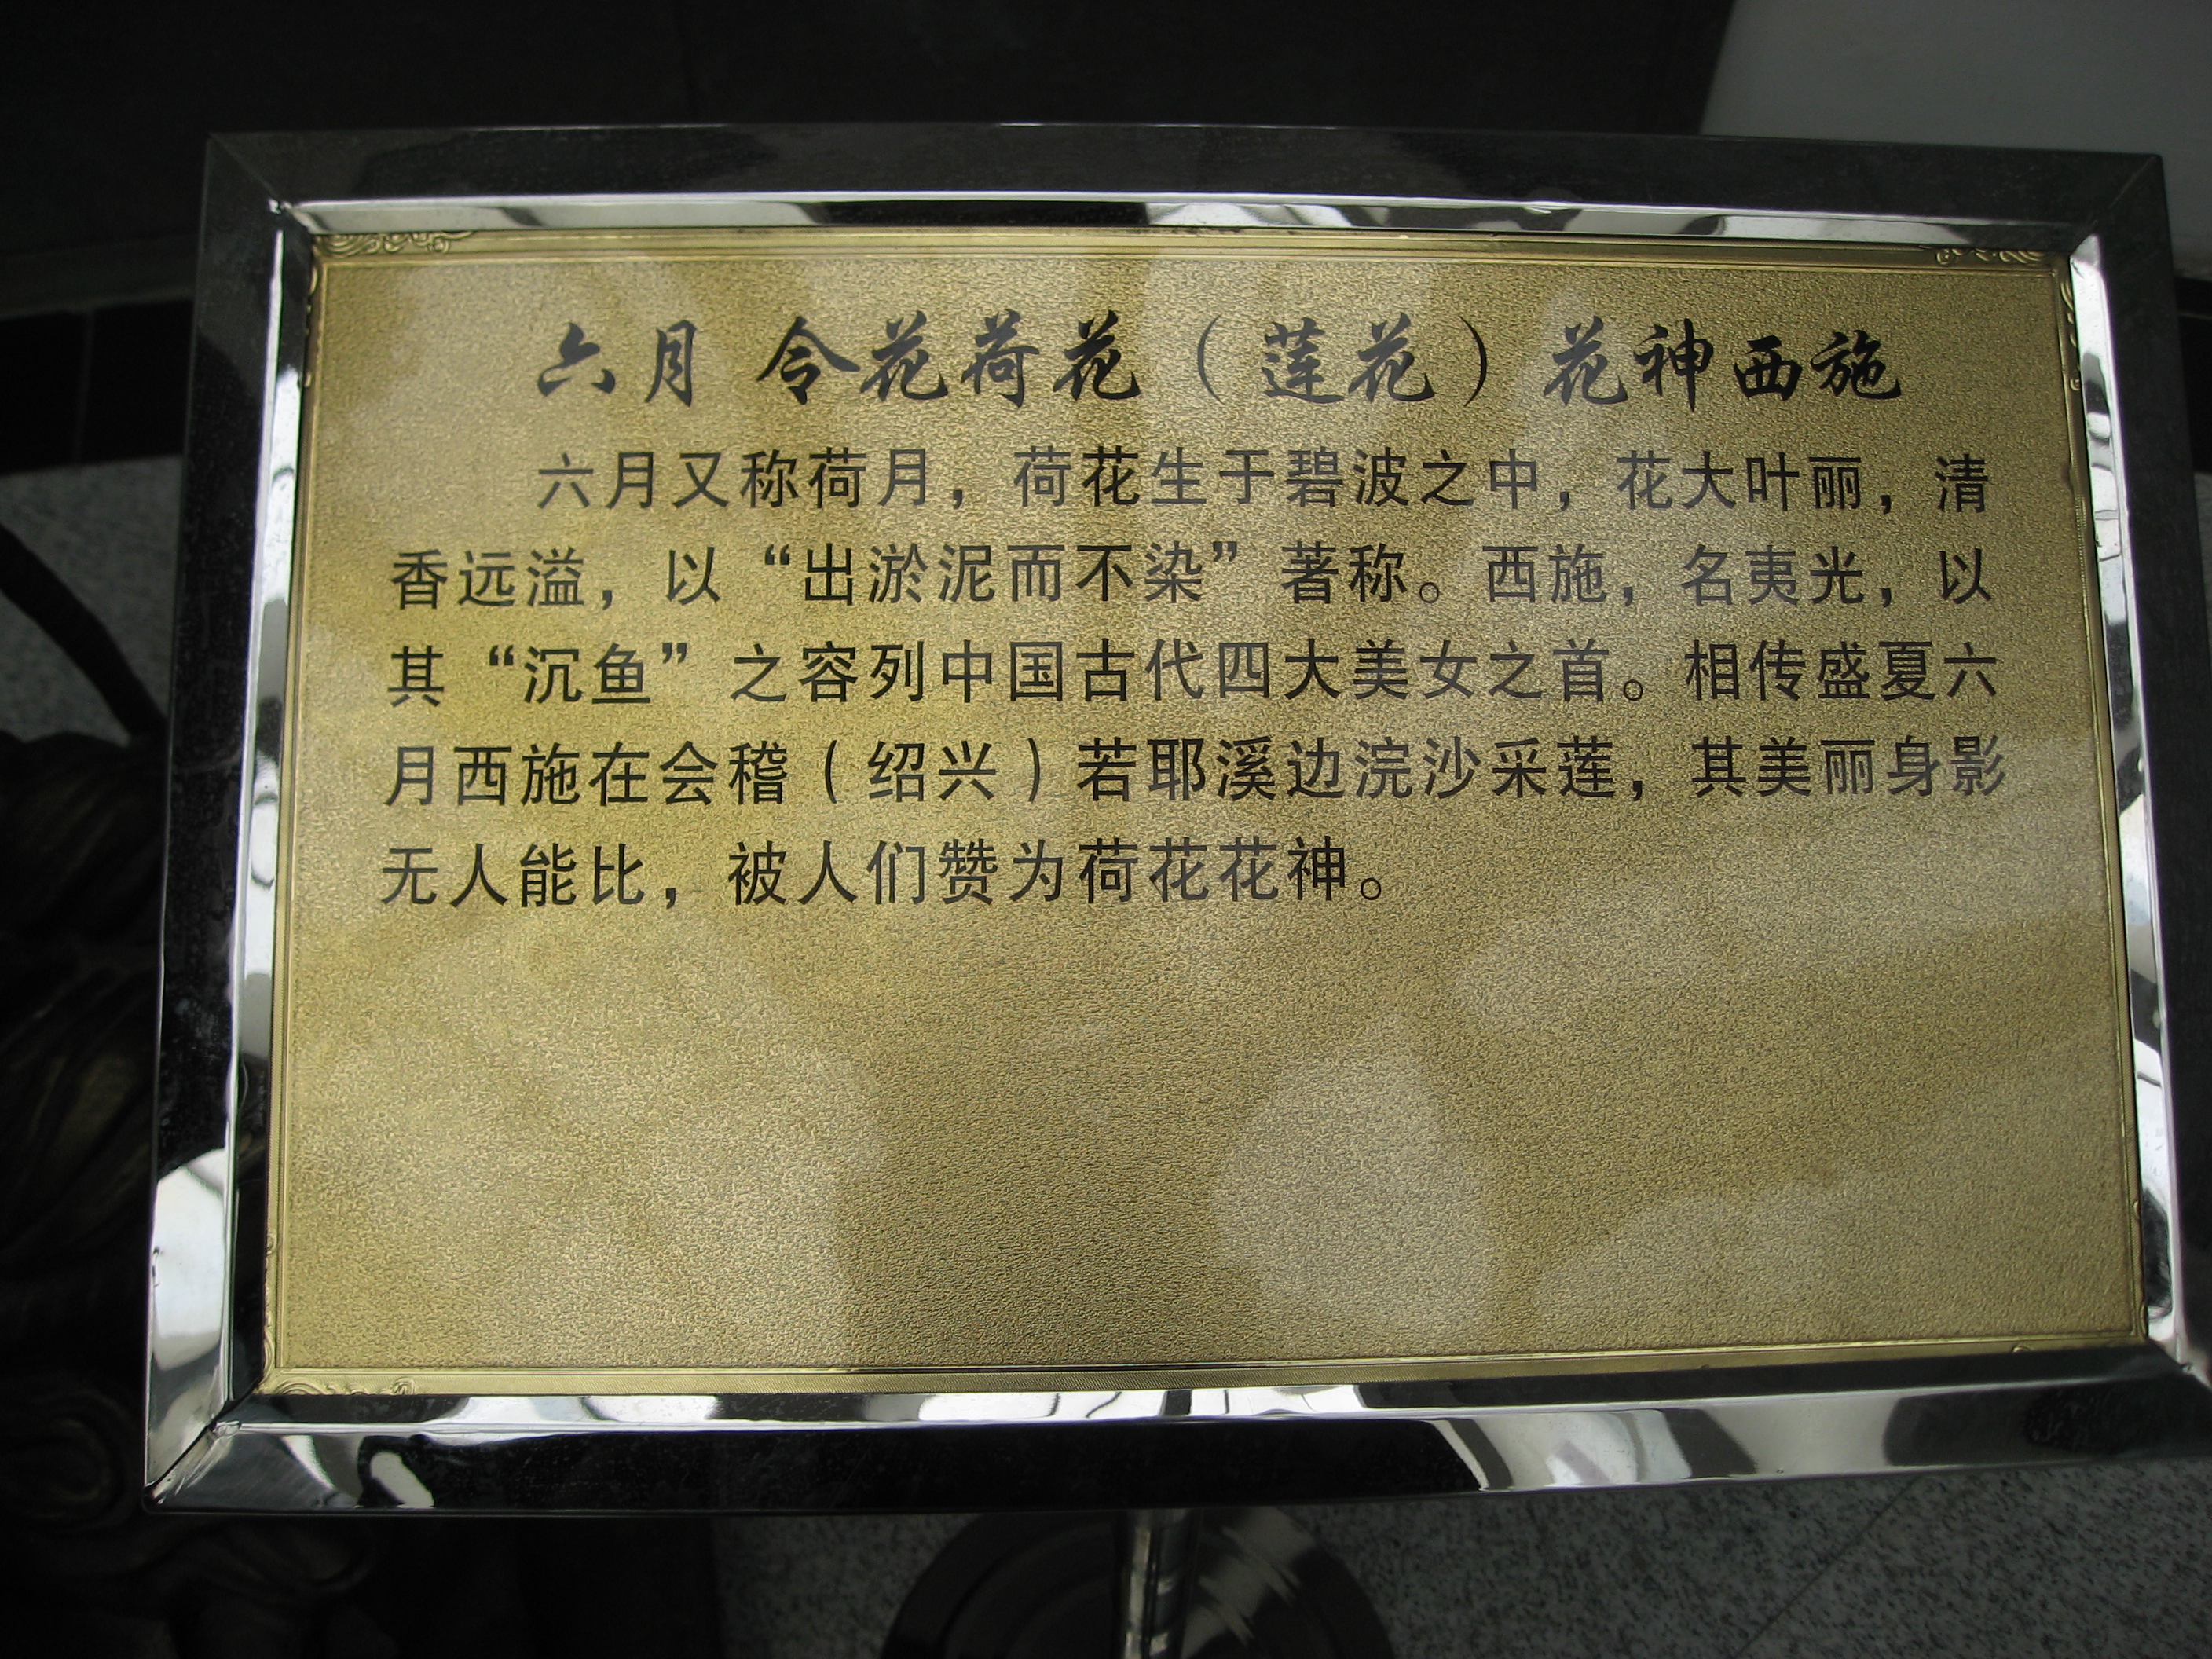 六月 令花荷花（莲花）花神西施
六月又称荷月，荷花生于碧波之中，花大叶丽，清
香远溢，以“出淤泥而不染”著称。西施，名夷光，以
其“沉鱼”之容列中国古代四大美女之首。相传盛夏六
月西施在会稽（绍兴）若耶溪边浣沙采莲，其美丽身影
无人能比，被人们赞为荷花花神。